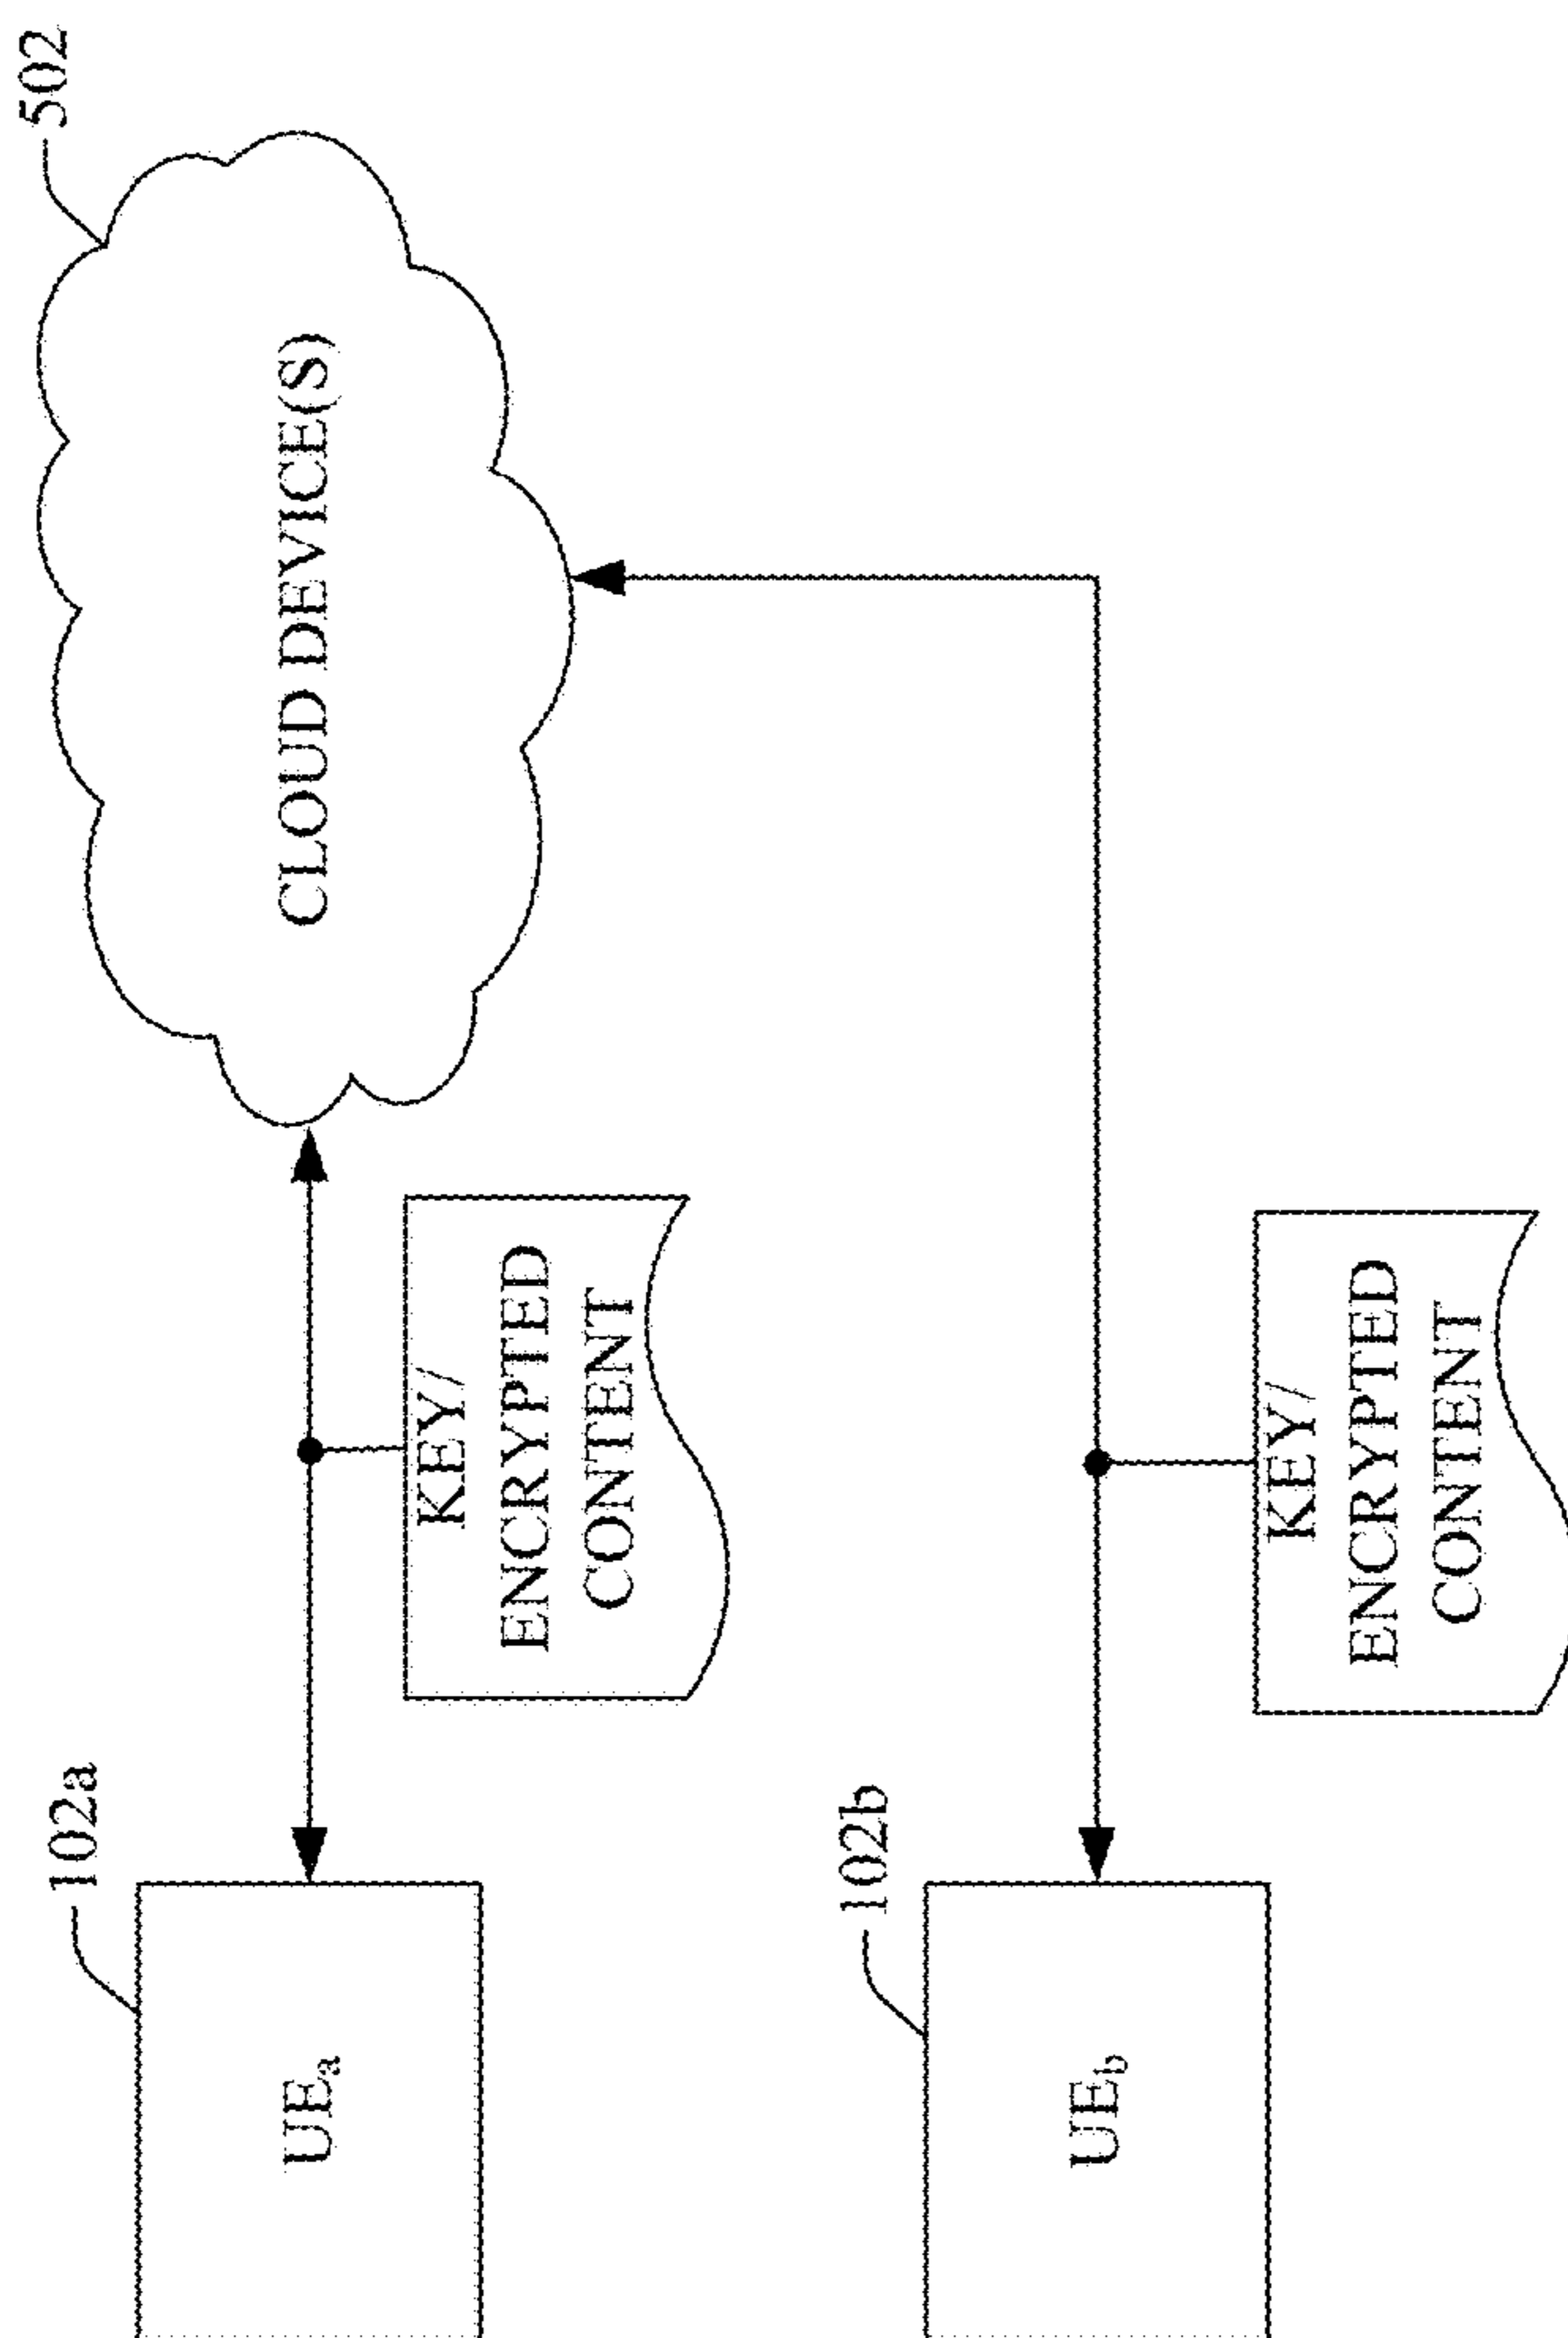 502
CLOUD DEVICE(S)
102a
UEa
KEY/
ENCRYPTED
CONTENT
102b
UEb
KEY/
ENCRYPTED
CONTENT